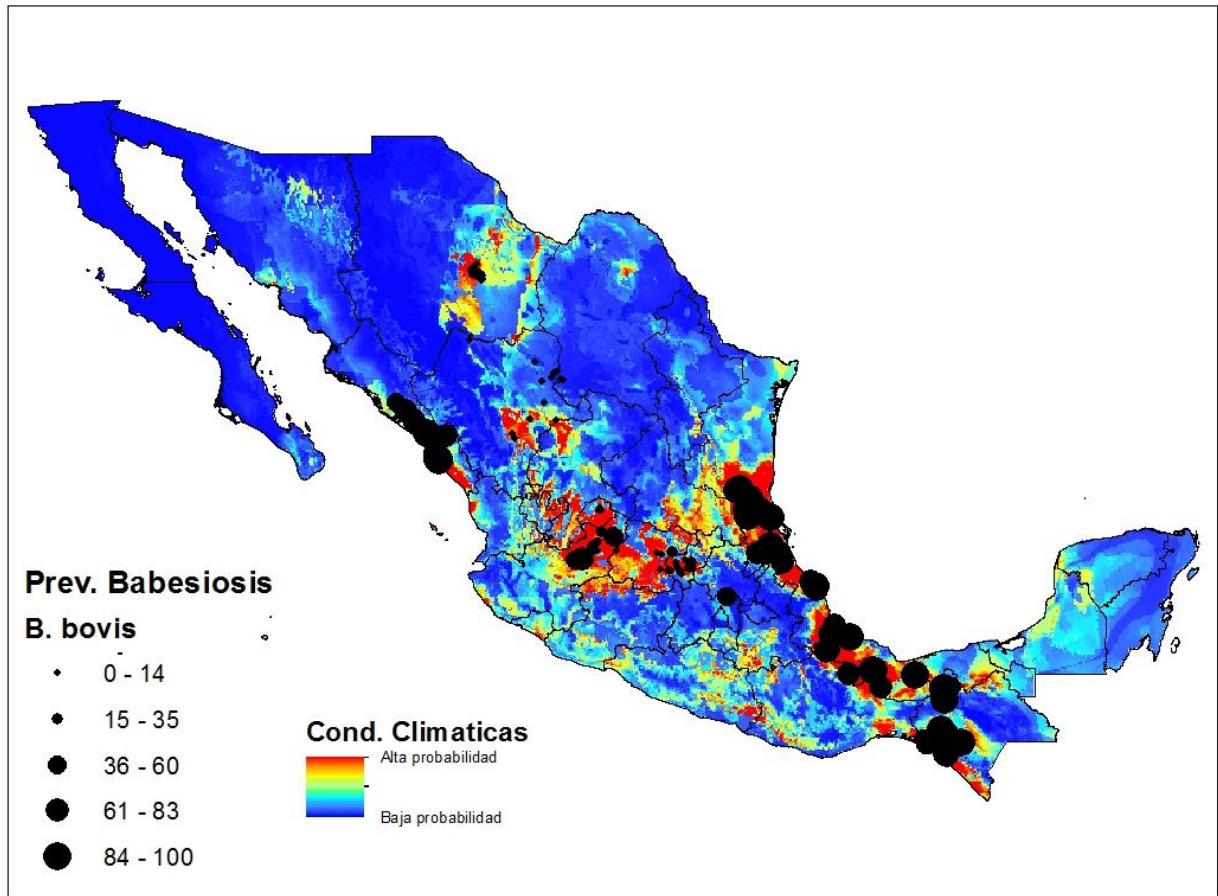 Prev. Babesiosis
B. bovis
0 - 14
15 - 35
36 - 60
61 - 83
84 - 100
Cond. Climaticas
Alta probabilidad
Baja probabilidad